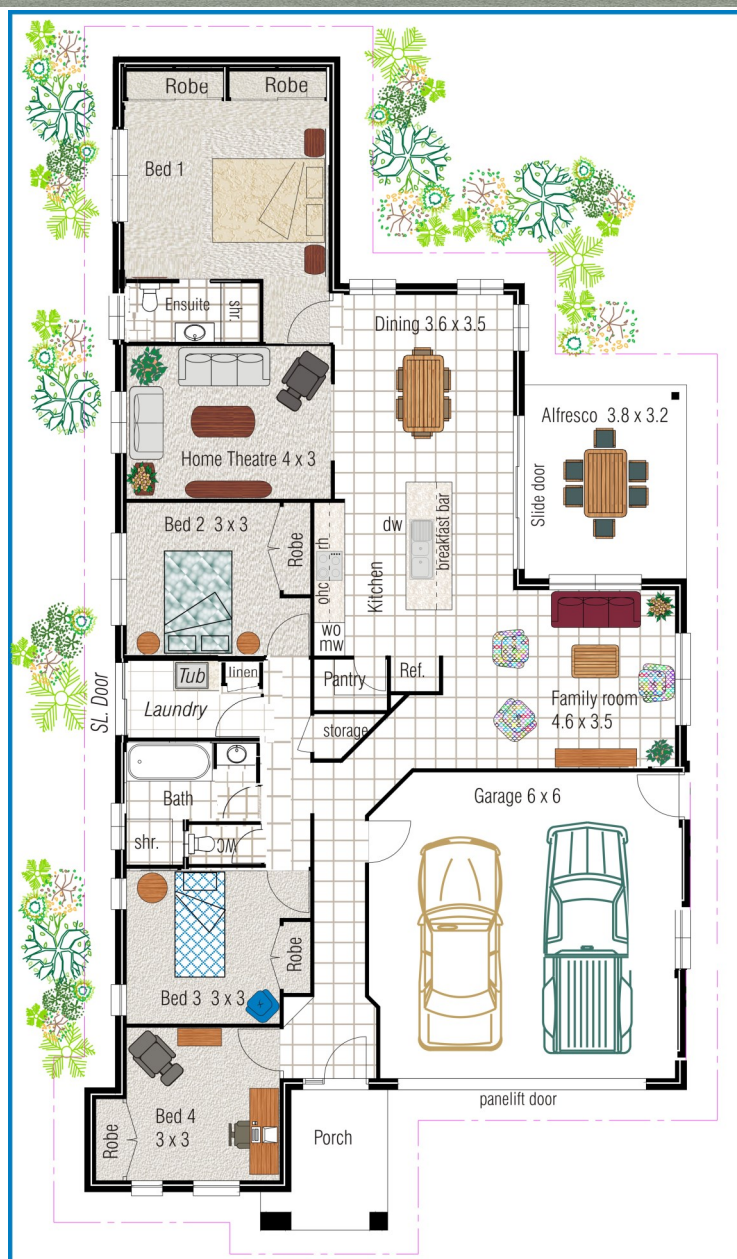 Robe
Robe
Bed 1
Ensuite
shr.
Dining 3.6 x 3.5
Home Theatre 4 x 3
Alfresco 3.8 x 3.2
Slide door
Bed 2 3 x 3
Robe
rh
ohc
wo
mw
Kitchen
dw
breakfast bar
Tub
linen
Laundry
SL. Door
Pantry
Ref.
storage
Family room
4.6 x 3.5
Bath
shr.
WC
Garage 6 x 6
Bed 3 3 x 3
Robe
Bed 4
3 x 3
Robe
Porch
panelift door